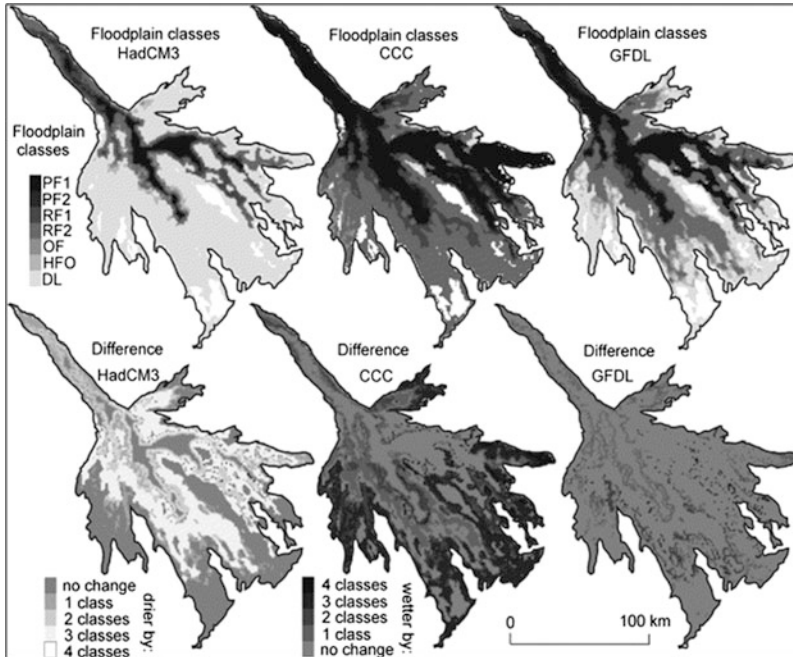 Floodplain classes
HadCM3
Floodplain classes
CCC
Floodplain classes
GFDL
Floodplain
classes
PF1
PF2
RF1
RF2
OF
HFO
DL
Difference
HadCM3
Difference
CCC
Difference
GFDL
no change
1 class
2 classes
3 classes
4 classes
drier by:
4 classes
3 classes
2 classes
1 class
no change
wetter by:
0 100 km